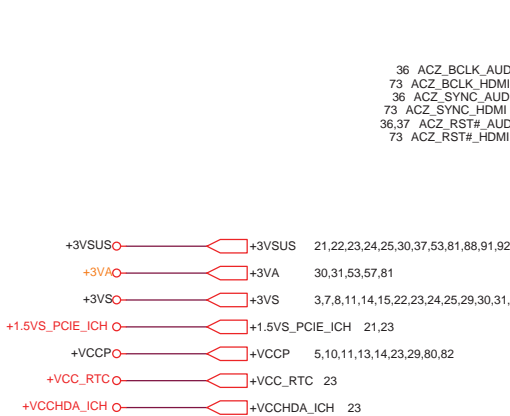 36 ACZ_BCLK_AUD
73 ACZ_BCLK_HDMI
36 ACZ_SYNC_AUD
73 ACZ_SYNC_HDMI
36,37 ACZ_RST#_AUD
73 ACZ_RST#_HDMI
+3VSUS +3VSUS 21,22,23,24,25,30,37,53,81,88,91,92
+3VA +3VA 30,31,53,57,81
+3VS +3VS 3,7,8,11,14,15,22,23,24,25,29,30,31,
+1.5VS_PCIE_ICH +1.5VS_PCIE_ICH 21,23
+VCCP +VCCP 5,10,11,13,14,23,29,80,82
+VCC_RTC +VCC_RTC 23
+VCCHDA_ICH +VCCHDA_ICH 23